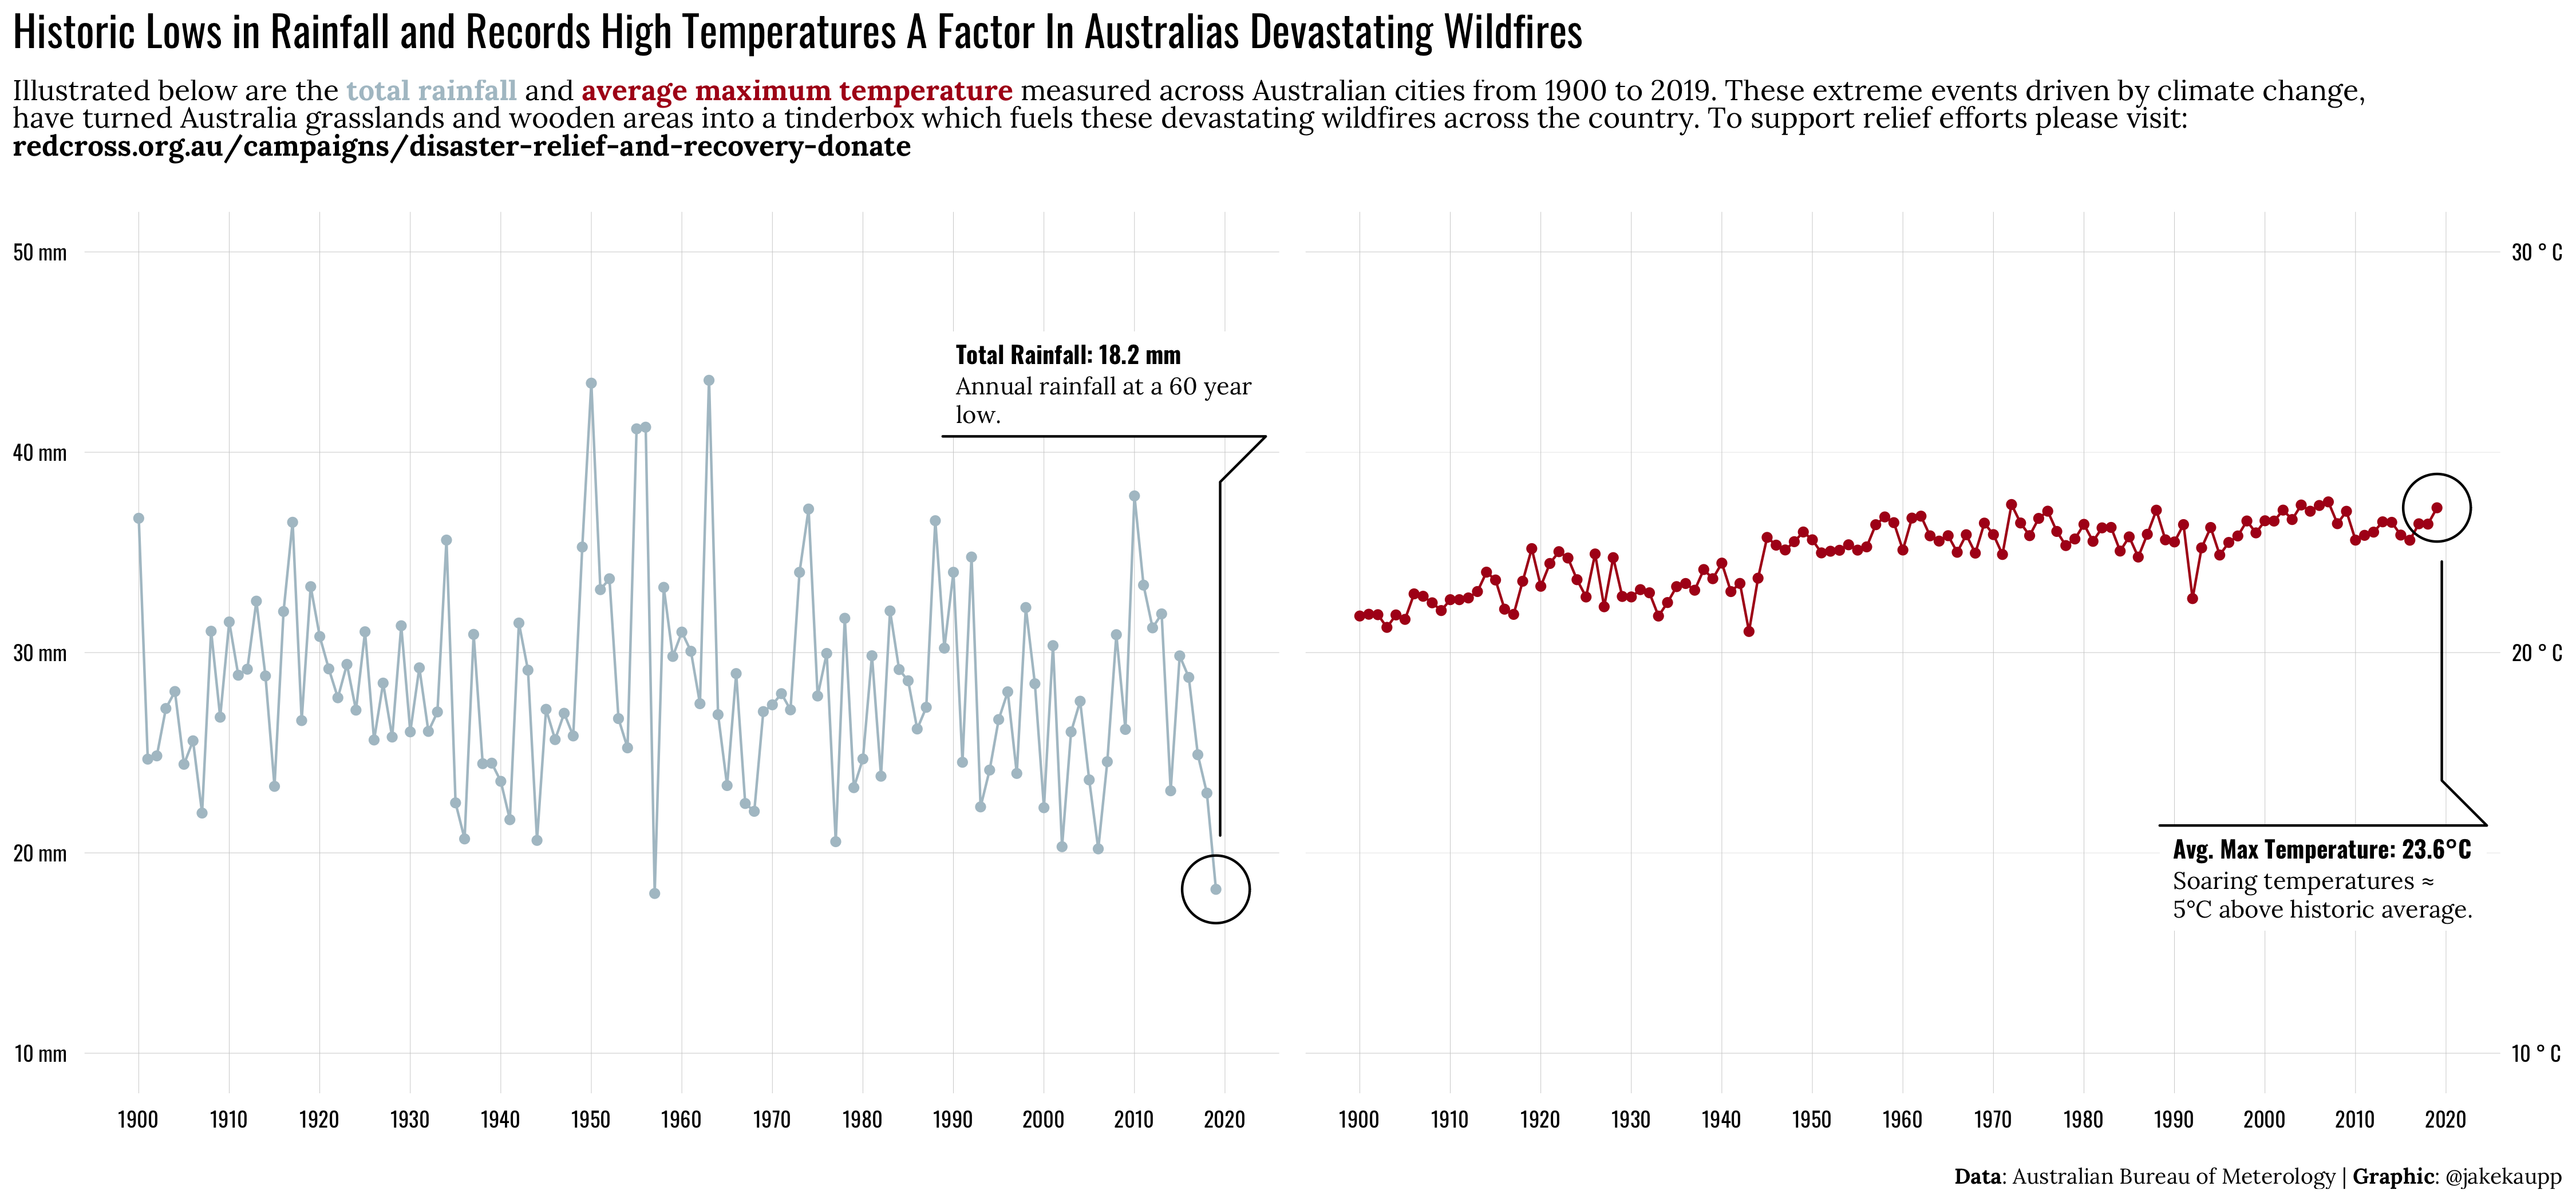 Historic Lows in Rainfall and Records High Temperatures A Factor In Australias Devastating Wildfires
Illustrated below are the total rainfall and average maximum temperature measured across Australian cities from 1900 to 2019. These extreme events driven by climate change,
have turned Australia grasslands and wooden areas into a tinderbox which fuels these devastating wildfires across the country. To support relief efforts please visit:
redcross.org.au/campaigns/disaster-relief-and-recovery-donate
50 mm
40 mm
30 mm
20 mm
10 mm
Total Rainfall: 18.2 mm
Annual rainfall at a 60 year
low.
1900 1910 1920 1930 1940 1950 1960 1970 1980 1990 2000 2010 2020
30 ° C
20 ° C
10 ° C
Avg. Max Temperature: 23.6°C
Soaring temperatures ≈
5°C above historic average.
1900 1910 1920 1930 1940 1950 1960 1970 1980 1990 2000 2010 2020
Data: Australian Bureau of Meterology | Graphic: @jakekaupp